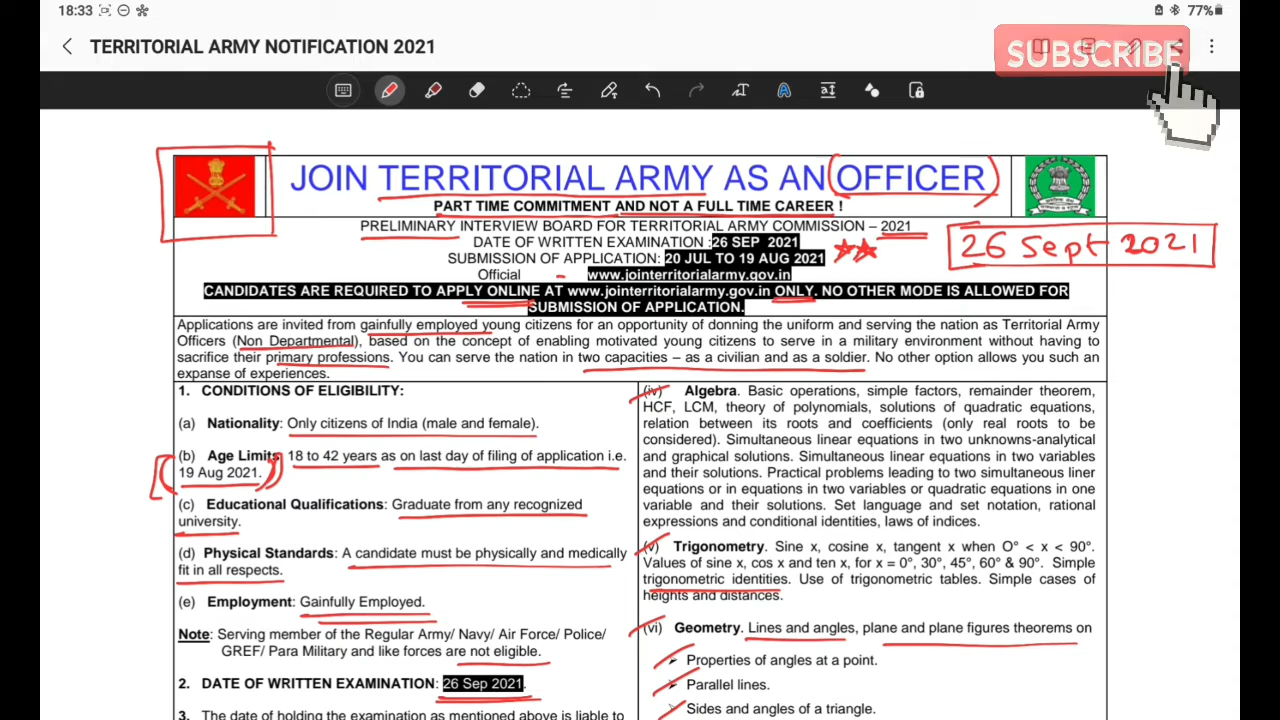 18:33
77%
TERRITORIAL ARMY NOTIFICATION 2021
SUBSCRIBE
JOIN TERRITORIAL ARMY AS AN OFFICER
PART TIME COMMITMENT AND NOT A FULL TIME CAREER !
PRELIMINARY INTERVIEW BOARD FOR TERRITORIAL ARMY COMMISSION – 2021
DATE OF WRITTEN EXAMINATION :26 SEP 2021
26 Sept 2021
SUBMISSION OF APPLICATION: 20 JUL TO 19 AUG 2021
Official www.jointerritorialarmy.gov.in
CANDIDATES ARE REQUIRED TO APPLY ONLINE AT www.jointerritorialarmy.gov.in ONLY. NO OTHER MODE IS ALLOWED FOR
SUBMISSION OF APPLICATION.
Applications are invited from gainfully employed young citizens for an opportunity of donning the uniform and serving the nation as Territorial Army
Officers (Non Departmental), based on the concept of enabling motivated young citizens to serve in a military environment without having to
sacrifice their primary professions. You can serve the nation in two capacities – as a civilian and as a soldier. No other option allows you such an
expanse of experiences.
1. CONDITIONS OF ELIGIBILITY:
(a) Nationality: Only citizens of India (male and female).
(b) Age Limits: 18 to 42 years as on last day of filing of application i.e.
19 Aug 2021.
(c) Educational Qualifications: Graduate from any recognized
university.
(d) Physical Standards: A candidate must be physically and medically
fit in all respects.
(e) Employment: Gainfully Employed.
Note: Serving member of the Regular Army/ Navy/ Air Force/ Police/
GREF/ Para Military and like forces are not eligible.
2. DATE OF WRITTEN EXAMINATION: 26 Sep 2021.
3. The date of holding the examination as mentioned above is liable to
(iv) Algebra. Basic operations, simple factors, remainder theorem,
HCF, LCM, theory of polynomials, solutions of quadratic equations,
relation between its roots and coefficients (only real roots to be
considered). Simultaneous linear equations in two unknowns-analytical
and graphical solutions. Simultaneous linear equations in two variables
and their solutions. Practical problems leading to two simultaneous liner
equations or in equations in two variables or quadratic equations in one
variable and their solutions. Set language and set notation, rational
expressions and conditional identities, laws of indices.
(v) Trigonometry. Sine x, cosine x, tangent x when O° < x < 90°.
Values of sine x, cos x and ten x, for x = 0°, 30°, 45°, 60° & 90°. Simple
trigonometric identities. Use of trigonometric tables. Simple cases of
heights and distances.
(vi) Geometry. Lines and angles, plane and plane figures theorems on
➢ Properties of angles at a point.
➢ Parallel lines.
➢ Sides and angles of a triangle.